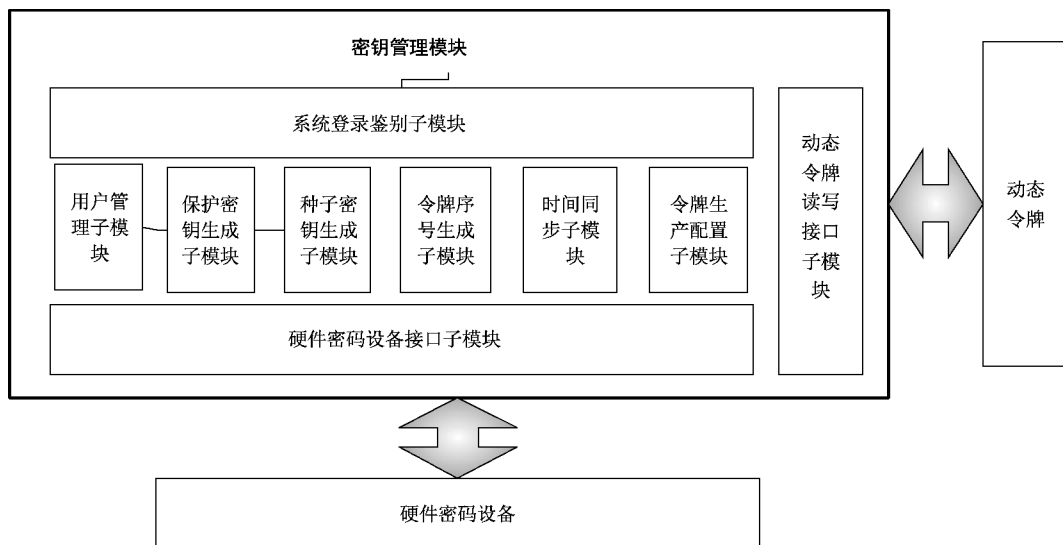 密钥管理模块
系统登录鉴别子模块
用户管
理子模
块
保护密
钥生成
子模块
种子密
钥生成
子模块
令牌序
号生成
子模块
时间同
步子模
块
令牌生
产配置
子模块
动态
令牌
读写
接口
子模
块
动态
令牌
硬件密码设备接口子模块
硬件密码设备